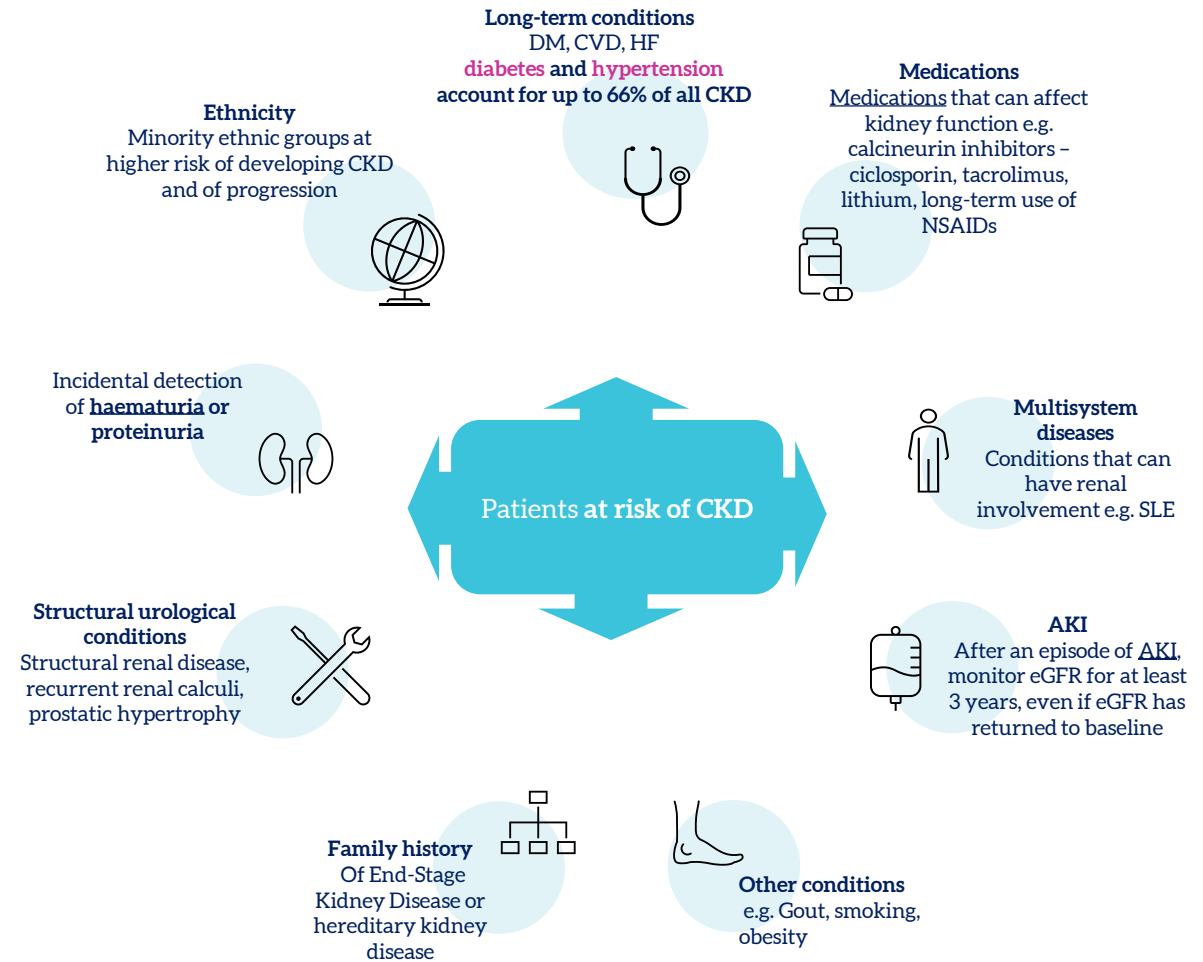 Long-term conditions
DM, CVD, HF
diabetes and hypertension
account for up to 66% of all CKD
Medications
Medications that can affect
kidney function e.g.
calcineurin inhibitors –
ciclosporin, tacrolimus,
lithium, long-term use of
NSAIDs
Ethnicity
Minority ethnic groups at
higher risk of developing CKD
and of progression
Incidental detection
of haematuria or
proteinuria
Patients at risk of CKD
Multisystem
diseases
Conditions that can
have renal
involvement e.g. SLE
Structural urological
conditions
Structural renal disease,
recurrent renal calculi,
prostatic hypertrophy
AKI
After an episode of AKI,
monitor eGFR for at least
3 years, even if eGFR has
returned to baseline
Family history
Of End-Stage
Kidney Disease or
hereditary kidney
disease
Other conditions
e.g. Gout, smoking,
obesity